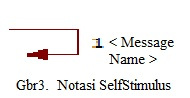 1 < Message
Name >
Gbr3. Notasi SelfStimulus